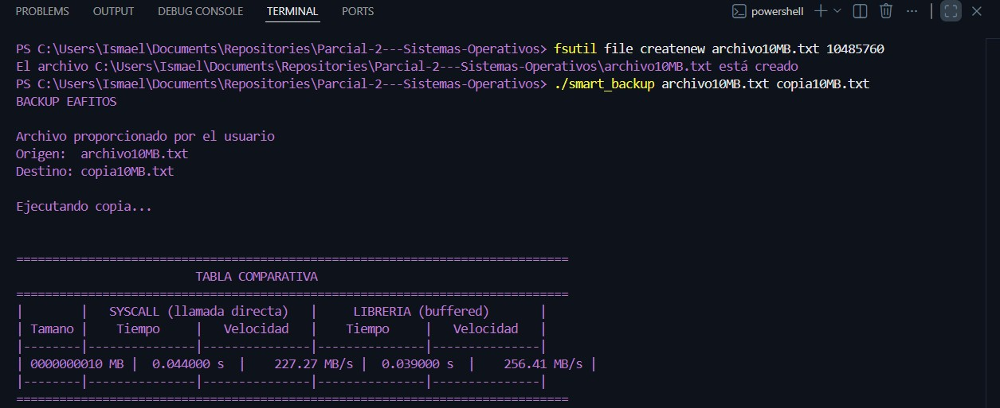 PROBLEMS OUTPUT DEBUG CONSOLE TERMINAL PORTS powershell
PS C:\Users\Ismael\Documents\Repositories\Parcial-2---Sistemas-Operativos> fsutil file createnew archivo10MB.txt 10485760
El archivo C:\Users\Ismael\Documents\Repositories\Parcial-2---Sistemas-Operativos\archivo10MB.txt está creado
PS C:\Users\Ismael\Documents\Repositories\Parcial-2---Sistemas-Operativos> ./smart_backup archivo10MB.txt copia10MB.txt
BACKUP EAFITOS
Archivo proporcionado por el usuario
Origen:  archivo10MB.txt
Destino: copia10MB.txt
Ejecutando copia...
=============================================================================
                         TABLA COMPARATIVA
=============================================================================
|        |   SYSCALL (llamada directa)   |     LIBRERIA (buffered)       |
| Tamano |    Tiempo     |   Velocidad   |    Tiempo     |   Velocidad   |
|--------|---------------|---------------|---------------|---------------|
| 0000000010 MB |  0.044000 s  |    227.27 MB/s |  0.039000 s  |    256.41 MB/s |
|--------|---------------|---------------|---------------|---------------|
=============================================================================